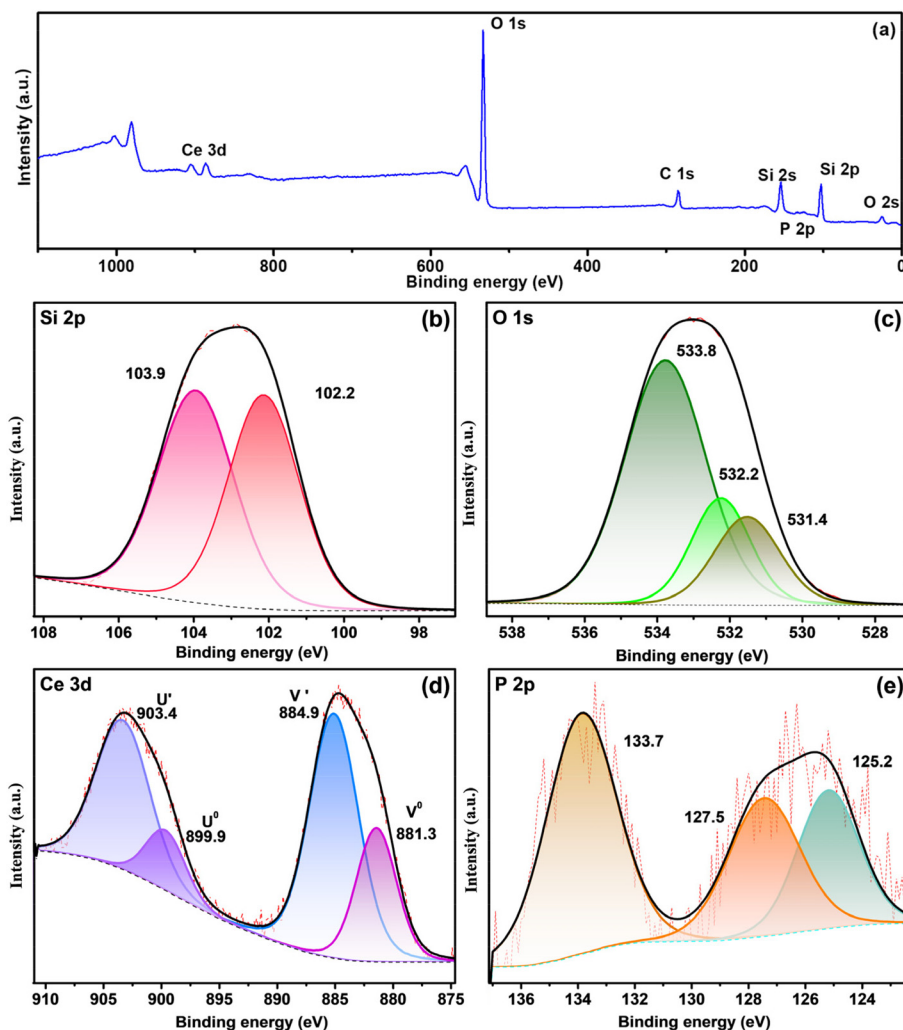 (a)
O 1s
Ce 3d
C 1s
Si 2s
Si 2p
P 2p
O 2s
Intensity (a.u.)
1000 800 600 400 200 0
Binding energy (eV)
Si 2p
(b)
103.9
102.2
Intensity (a.u.)
108 106 104 102 100 98
Binding energy (eV)
O 1s
(c)
533.8
532.2
531.4
Intensity (a.u.)
538 536 534 532 530 528
Binding energy (eV)
Ce 3d
(d)
U'
903.4
U⁰
899.9
V '
884.9
V⁰
881.3
Intensity (a.u.)
910 905 900 895 890 885 880 875
Binding energy (eV)
P 2p
(e)
133.7
127.5
125.2
Intensity (a.u.)
136 134 132 130 128 126 124
Binding energy (eV)